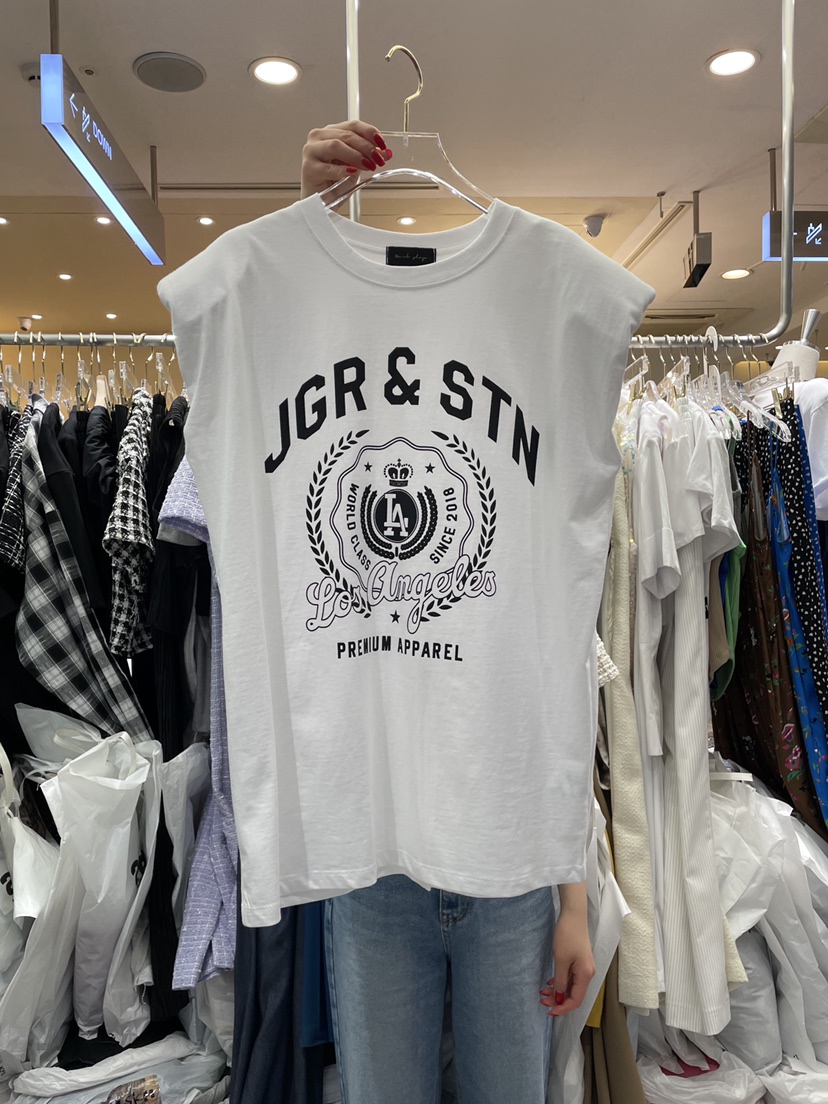 DOWN
JGR & STN
WORLD CLASS
LA
SINCE 2018
Los Angeles
PREMIUM APPAREL